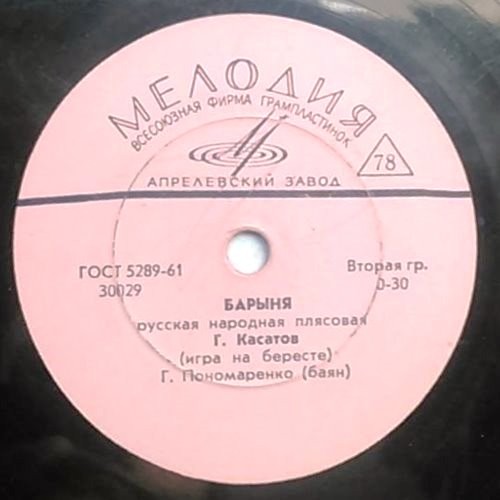 МЕЛОДИЯ
ВСЕСОЮЗНАЯ ФИРМА ГРАМПЛАСТИНОК
78
АПРЕЛЕВСКИЙ ЗАВОД
ГОСТ 5289-61
Вторая гр.
30029
0-30
БАРЫНЯ
русская народная плясовая
Г. Касатов
(игра на бересте)
Г. Пономаренко (баян)